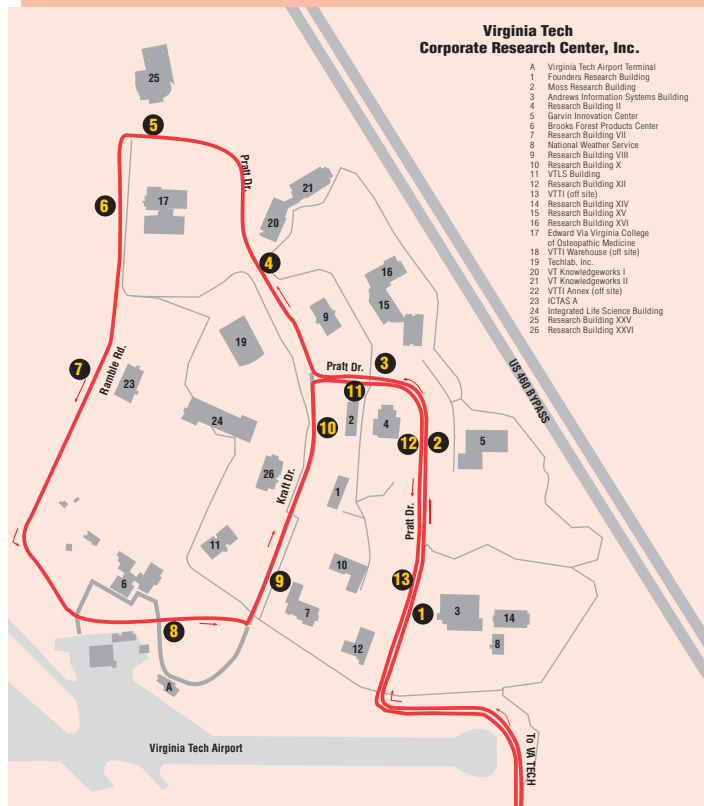 Virginia Tech
Corporate Research Center, Inc.
A Virginia Tech Airport Terminal
1 Founders Research Building
2 Moss Research Building
3 Andrews Information Systems Building
4 Research Building II
5 Garvin Innovation Center
6 Brooks Forest Products Center
7 Research Building VII
8 National Weather Service
9 Research Building VIII
10 Research Building X
11 VTLS Building
12 Research Building XII
13 VTTI (off site)
14 Research Building XIV
15 Research Building XV
16 Research Building XVI
17 Edward Via Virginia College
of Osteopathic Medicine
18 VTTI Warehouse (off site)
19 Techlab, Inc.
20 VT Knowledgeworks I
21 VT Knowledgeworks II
22 VTTI Annex (off site)
23 ICTAS A
24 Integrated Life Science Building
25 Research Building XXV
26 Research Building XXVI
25
5
Pratt Dr.
21
6
17
20
4
16
15
9
US 460 BYPASS
19
Pratt Dr.
3
7
Ramble Rd.
23
11
24
10
2
4
12
2
5
26
Kraft Dr.
1
Pratt Dr.
11
10
6
9
13
7
1
3
14
8
12
8
A
Virginia Tech Airport
To VA TECH